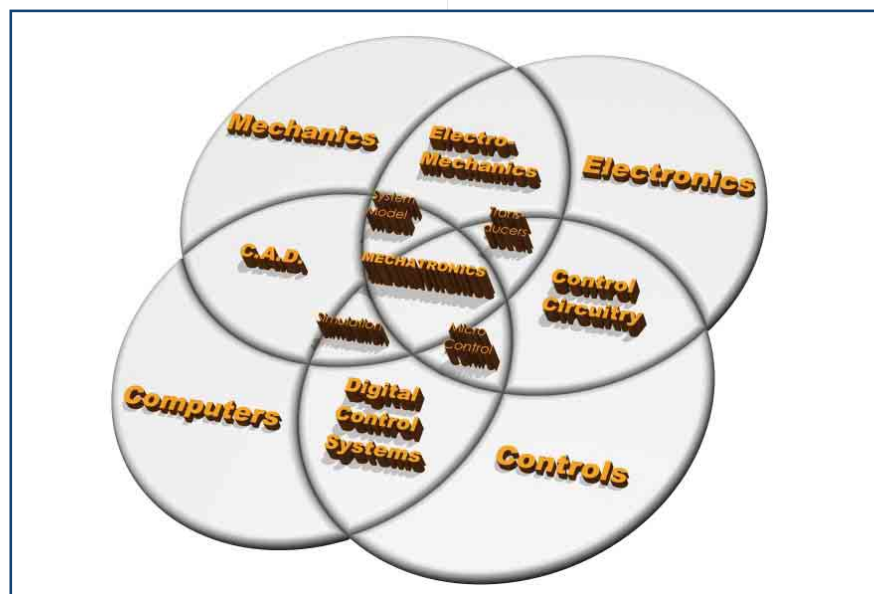 Mechanics
Electro-
Mechanics
Electronics
System
Model
Trans-
ducers
C.A.D.
MECHATRONICS
Control
Circuitry
Simulation
Micro
Control
Computers
Digital
Control
Systems
Controls